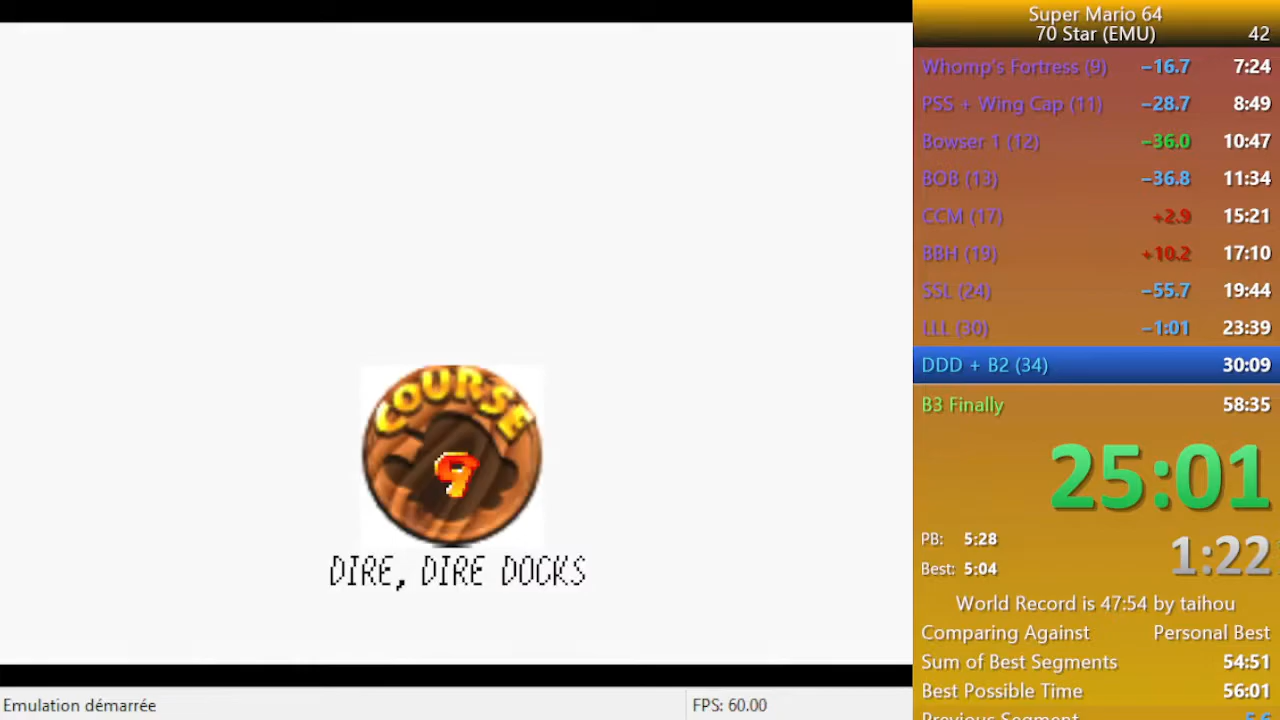 COURSE
9
DIRE, DIRE DOCKS
Emulation démarrée
FPS: 60.00
Super Mario 64
70 Star (EMU) 42
Whomp's Fortress (9) −16.7 7:24
PSS + Wing Cap (11) −28.7 8:49
Bowser 1 (12) −36.0 10:47
BOB (13) −36.8 11:34
CCM (17) +2.9 15:21
BBH (19) +10.2 17:10
SSL (24) −55.7 19:44
LLL (30) −1:01 23:39
DDD + B2 (34) 30:09
B3 Finally 58:35
25:01
PB: 5:28
1:22
Best: 5:04
World Record is 47:54 by taihou
Comparing Against Personal Best
Sum of Best Segments 54:51
Best Possible Time 56:01
Previous Segment